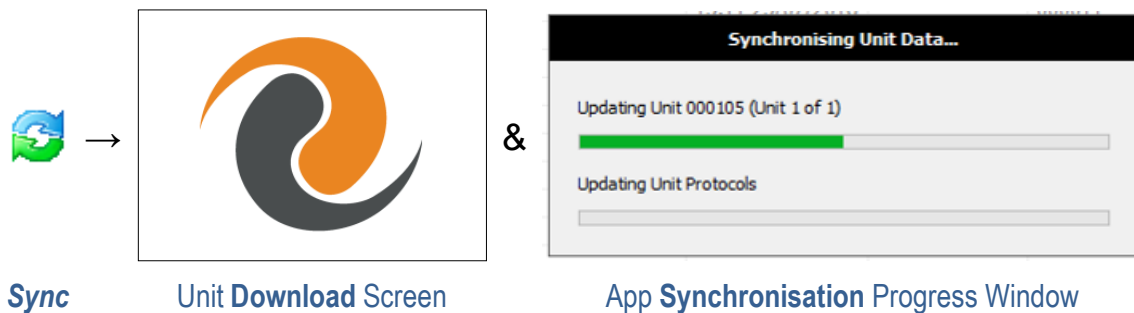 Synchronising Unit Data...
Updating Unit 000105 (Unit 1 of 1)
→
&
Updating Unit Protocols
Sync Unit Download Screen App Synchronisation Progress Window